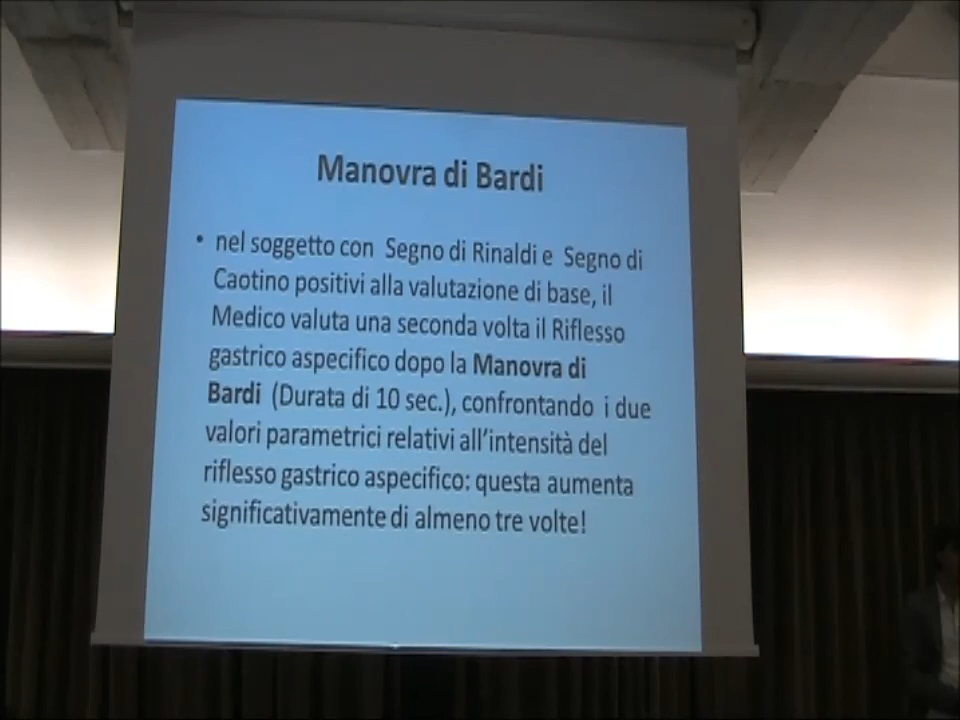 Manovra di Bardi
• nel soggetto con Segno di Rinaldi e Segno di
Caotino positivi alla valutazione di base, il
Medico valuta una seconda volta il Riflesso
gastrico aspecifico dopo la Manovra di
Bardi (Durata di 10 sec.), confrontando i due
valori parametrici relativi all'intensità del
riflesso gastrico aspecifico: questa aumenta
significativamente di almeno tre volte!